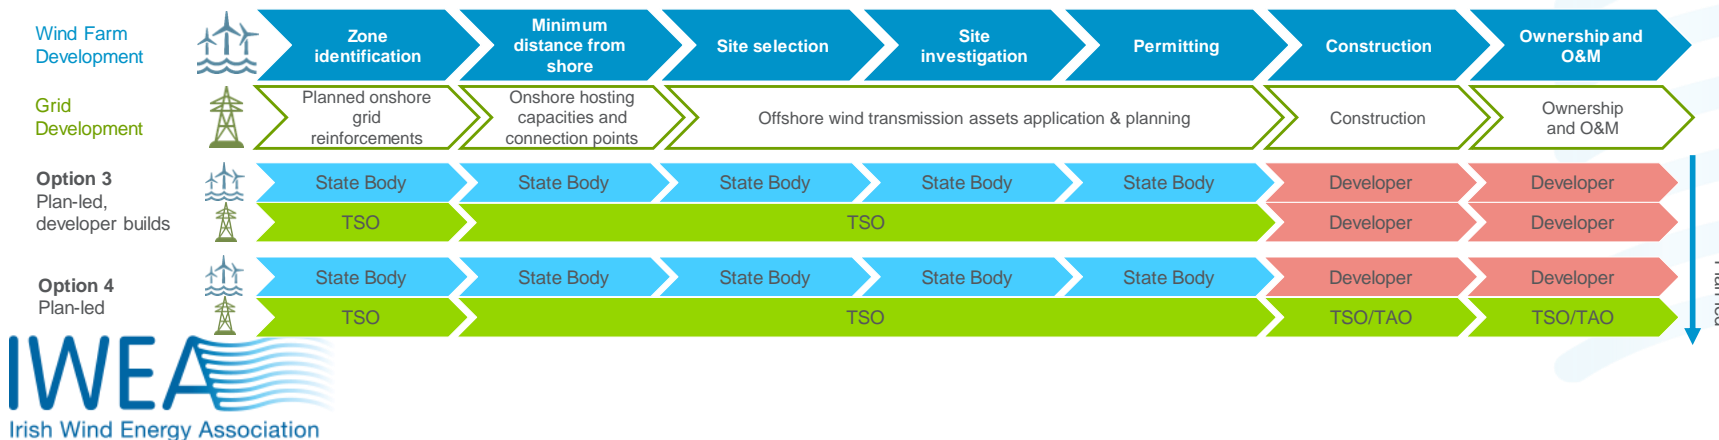 Wind Farm
Development
Zone
identification
Minimum
distance from
shore
Site selection
Site
investigation
Permitting
Construction
Ownership and
O&M
Grid
Development
Planned onshore
grid
reinforcements
Onshore hosting
capacities and
connection points
Offshore wind transmission assets application & planning
Construction
Ownership
and O&M
Option 3
Plan-led,
developer builds
State Body
State Body
State Body
State Body
State Body
Developer
Developer
TSO
TSO
Developer
Developer
Option 4
Plan-led
State Body
State Body
State Body
State Body
State Body
Developer
Developer
TSO
TSO
TSO/TAO
TSO/TAO
IWEA
Irish Wind Energy Association